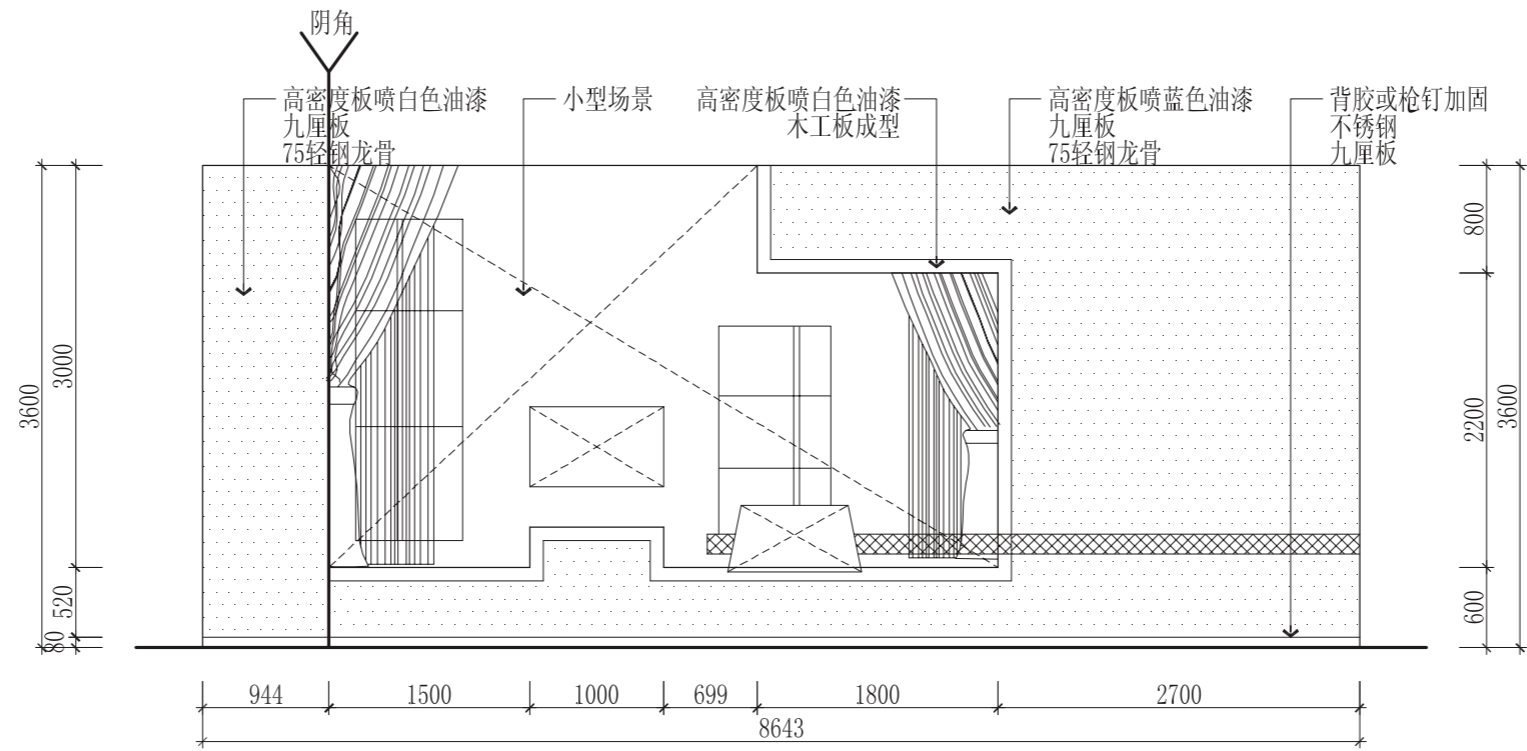 阴角
高密度板喷白色油漆
九厘板
75轻钢龙骨
小型场景
高密度板喷白色油漆
木工板成型
高密度板喷蓝色油漆
九厘板
75轻钢龙骨
背胶或枪钉加固
不锈钢
九厘板
3600
3000
520
80
800
2200
600
3600
944
1500
1000
699
1800
2700
8643